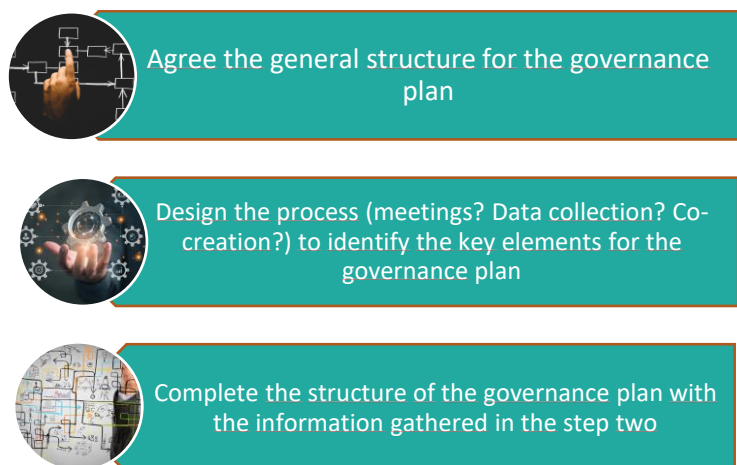 Agree the general structure for the governance
plan
Design the process (meetings? Data collection? Co-
creation?) to identify the key elements for the
governance plan
Complete the structure of the governance plan with
the information gathered in the step two